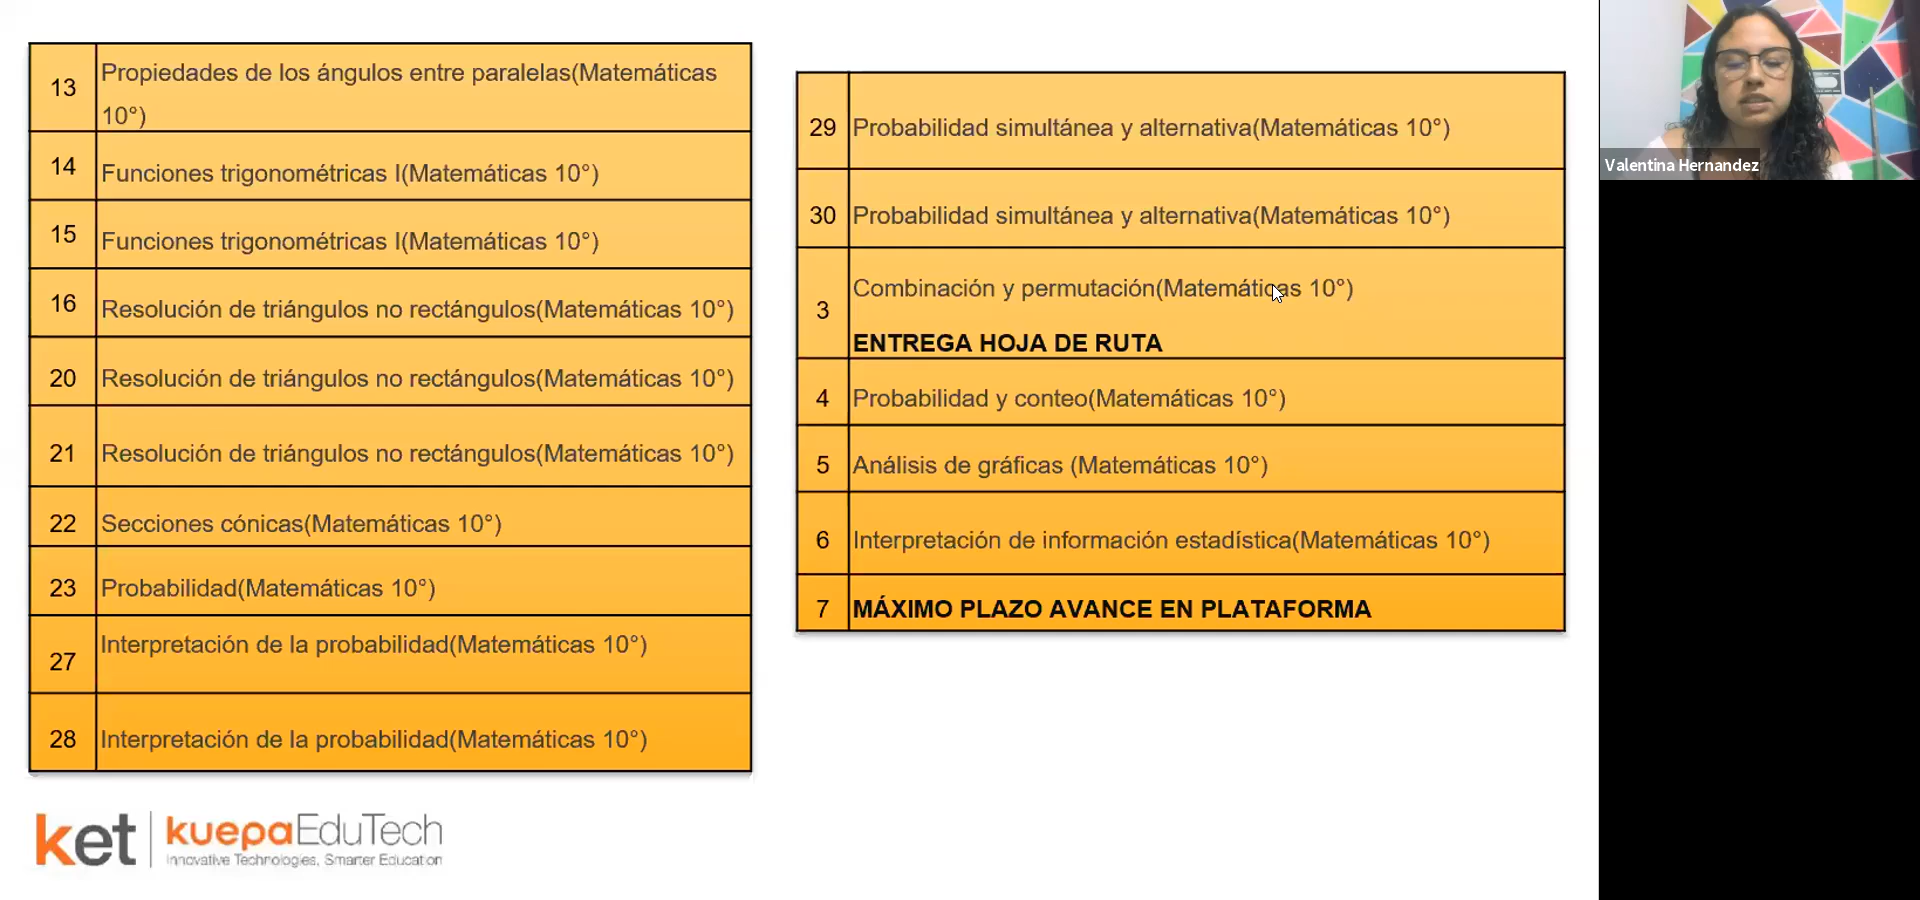 13
Propiedades de los ángulos entre paralelas(Matemáticas
10°)
14
Funciones trigonométricas I(Matemáticas 10°)
15
Funciones trigonométricas I(Matemáticas 10°)
16
Resolución de triángulos no rectángulos(Matemáticas 10°)
20
Resolución de triángulos no rectángulos(Matemáticas 10°)
21
Resolución de triángulos no rectángulos(Matemáticas 10°)
22
Secciones cónicas(Matemáticas 10°)
23
Probabilidad(Matemáticas 10°)
27
Interpretación de la probabilidad(Matemáticas 10°)
28
Interpretación de la probabilidad(Matemáticas 10°)
29
Probabilidad simultánea y alternativa(Matemáticas 10°)
30
Probabilidad simultánea y alternativa(Matemáticas 10°)
3
Combinación y permutación(Matemáticas 10°)
ENTREGA HOJA DE RUTA
4
Probabilidad y conteo(Matemáticas 10°)
5
Análisis de gráficas (Matemáticas 10°)
6
Interpretación de información estadística(Matemáticas 10°)
7
MÁXIMO PLAZO AVANCE EN PLATAFORMA
Valentina Hernandez
ket
kuepaEduTech
Innovative Technologies, Smarter Education